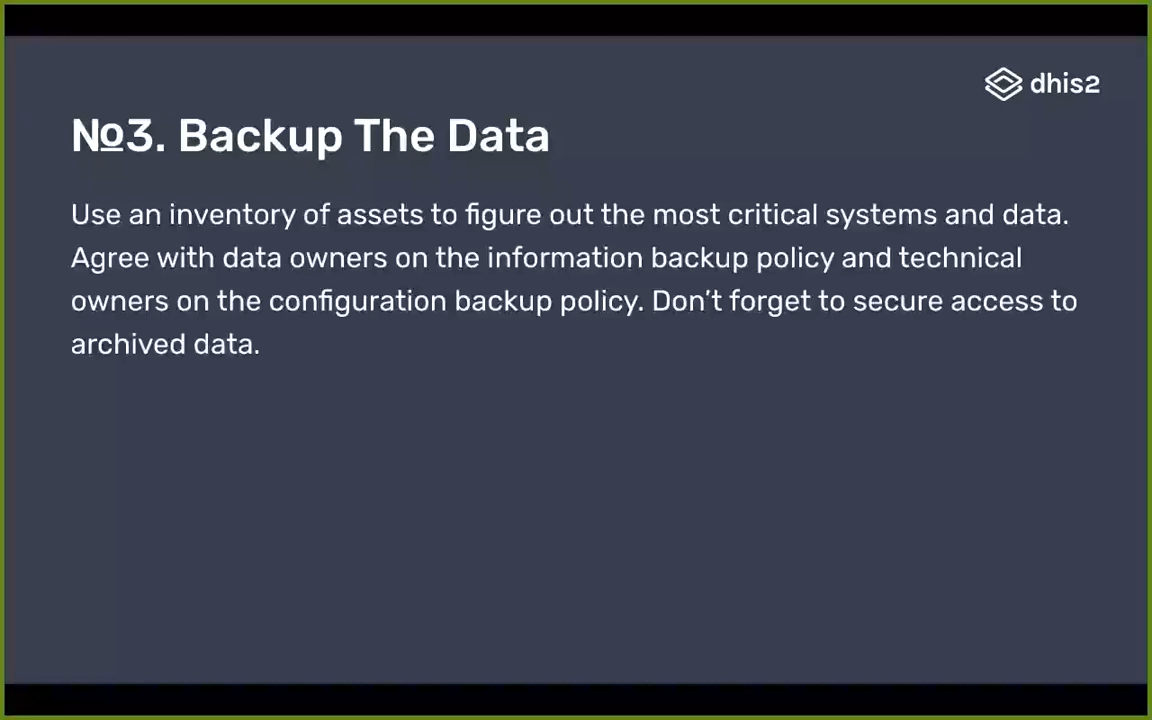 dhis2
№3. Backup The Data
Use an inventory of assets to figure out the most critical systems and data.
Agree with data owners on the information backup policy and technical
owners on the configuration backup policy. Don’t forget to secure access to
archived data.